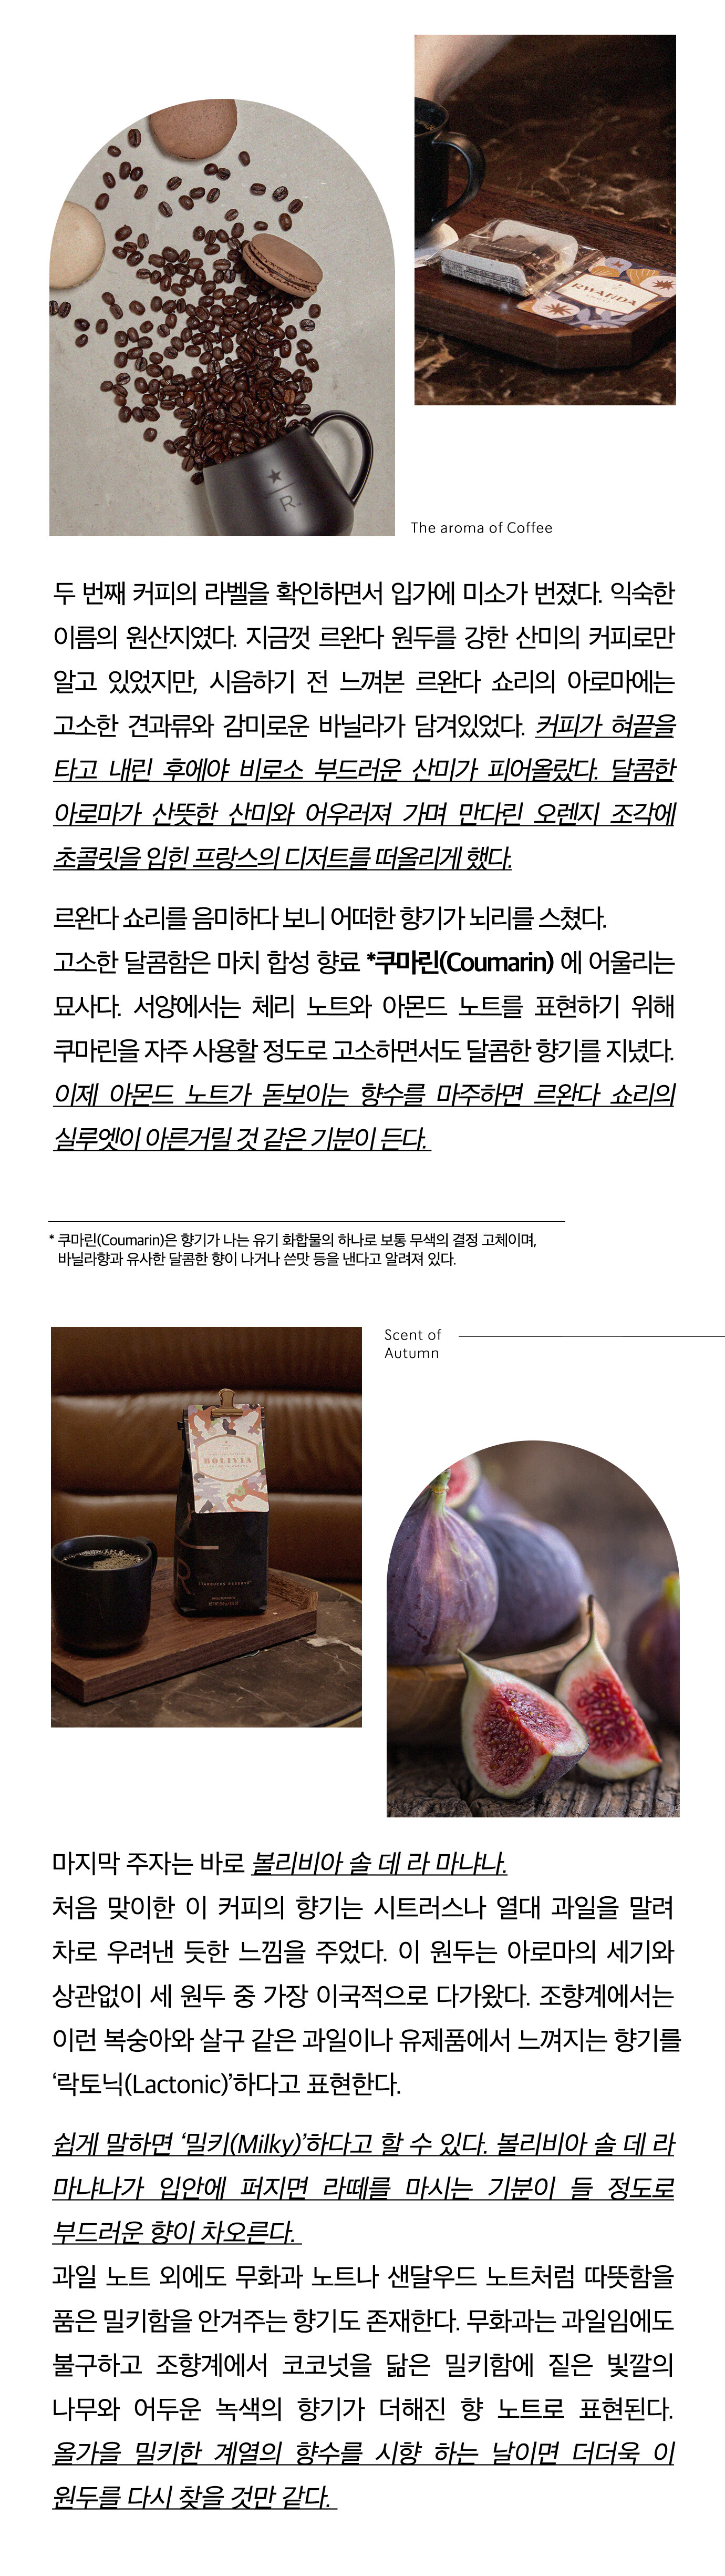 RWANDA
R.
The aroma of Coffee
두 번째 커피의 라벨을 확인하면서 입가에 미소가 번졌다. 익숙한
이름의 원산지였다. 지금껏 르완다 원두를 강한 산미의 커피로만
알고 있었지만, 시음하기 전 느껴본 르완다 쇼리의 아로마에는
고소한 견과류와 감미로운 바닐라가 담겨있었다. 커피가 혀끝을
타고 내린 후에야 비로소 부드러운 산미가 피어올랐다. 달콤한
아로마가 산뜻한 산미와 어우러져 가며 만다린 오렌지 조각에
초콜릿을 입힌 프랑스의 디저트를 떠올리게 했다.
르완다 쇼리를 음미하다 보니 어떠한 향기가 뇌리를 스쳤다.
고소한 달콤함은 마치 합성 향료 *쿠마린(Coumarin) 에 어울리는
묘사다. 서양에서는 체리 노트와 아몬드 노트를 표현하기 위해
쿠마린을 자주 사용할 정도로 고소하면서도 달콤한 향기를 지녔다.
이제 아몬드 노트가 돋보이는 향수를 마주하면 르완다 쇼리의
실루엣이 아른거릴 것 같은 기분이 든다.
* 쿠마린(Coumarin)은 향기가 나는 유기 화합물의 하나로 보통 무색의 결정 고체이며,
바닐라향과 유사한 달콤한 향이 나거나 쓴맛 등을 낸다고 알려져 있다.
Scent of
Autumn
BOLIVIA
R.
STARBUCKS RESERVE
마지막 주자는 바로 볼리비아 솔 데 라 마냐나.
처음 맞이한 이 커피의 향기는 시트러스나 열대 과일을 말려
차로 우려낸 듯한 느낌을 주었다. 이 원두는 아로마의 세기와
상관없이 세 원두 중 가장 이국적으로 다가왔다. 조향계에서는
이런 복숭아와 살구 같은 과일이나 유제품에서 느껴지는 향기를
‘락토닉(Lactonic)’하다고 표현한다.
쉽게 말하면 ‘밀키(Milky)’하다고 할 수 있다. 볼리비아 솔 데 라
마냐나가 입안에 퍼지면 라떼를 마시는 기분이 들 정도로
부드러운 향이 차오른다.
과일 노트 외에도 무화과 노트나 샌달우드 노트처럼 따뜻함을
품은 밀키함을 안겨주는 향기도 존재한다. 무화과는 과일임에도
불구하고 조향계에서 코코넛을 닮은 밀키함에 짙은 빛깔의
나무와 어두운 녹색의 향기가 더해진 향 노트로 표현된다.
올가을 밀키한 계열의 향수를 시향 하는 날이면 더더욱 이
원두를 다시 찾을 것만 같다.